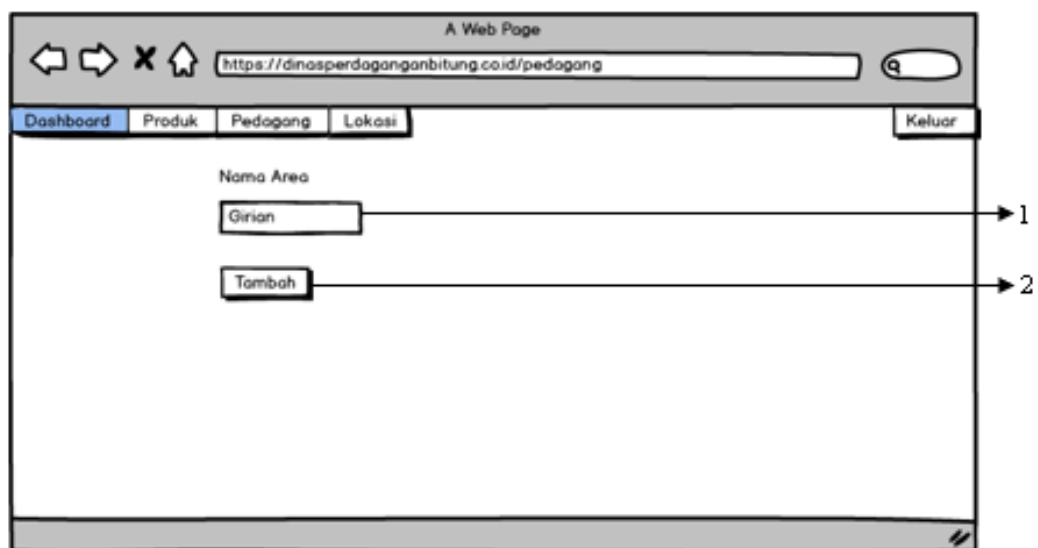 A Web Page
https://dinasperdaganganbitung.co.id/pedagang
Dashboard Produk Pedagang Lokasi Keluar
Nama Area
Girian
1
Tambah
2